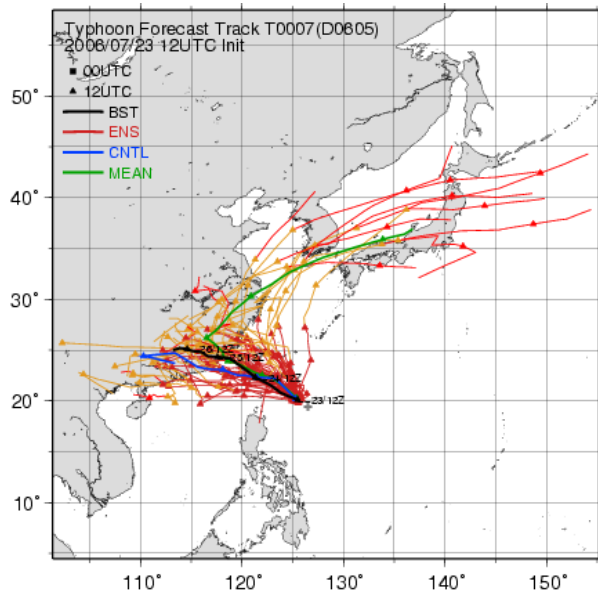 Typhoon Forecast Track T0007(D0605)
2006/07/23 12UTC Init
00UTC
12UTC
BST
ENS
CNTL
MEAN
50°
40°
30°
20°
10°
23/12Z
110°
120°
130°
140°
150°